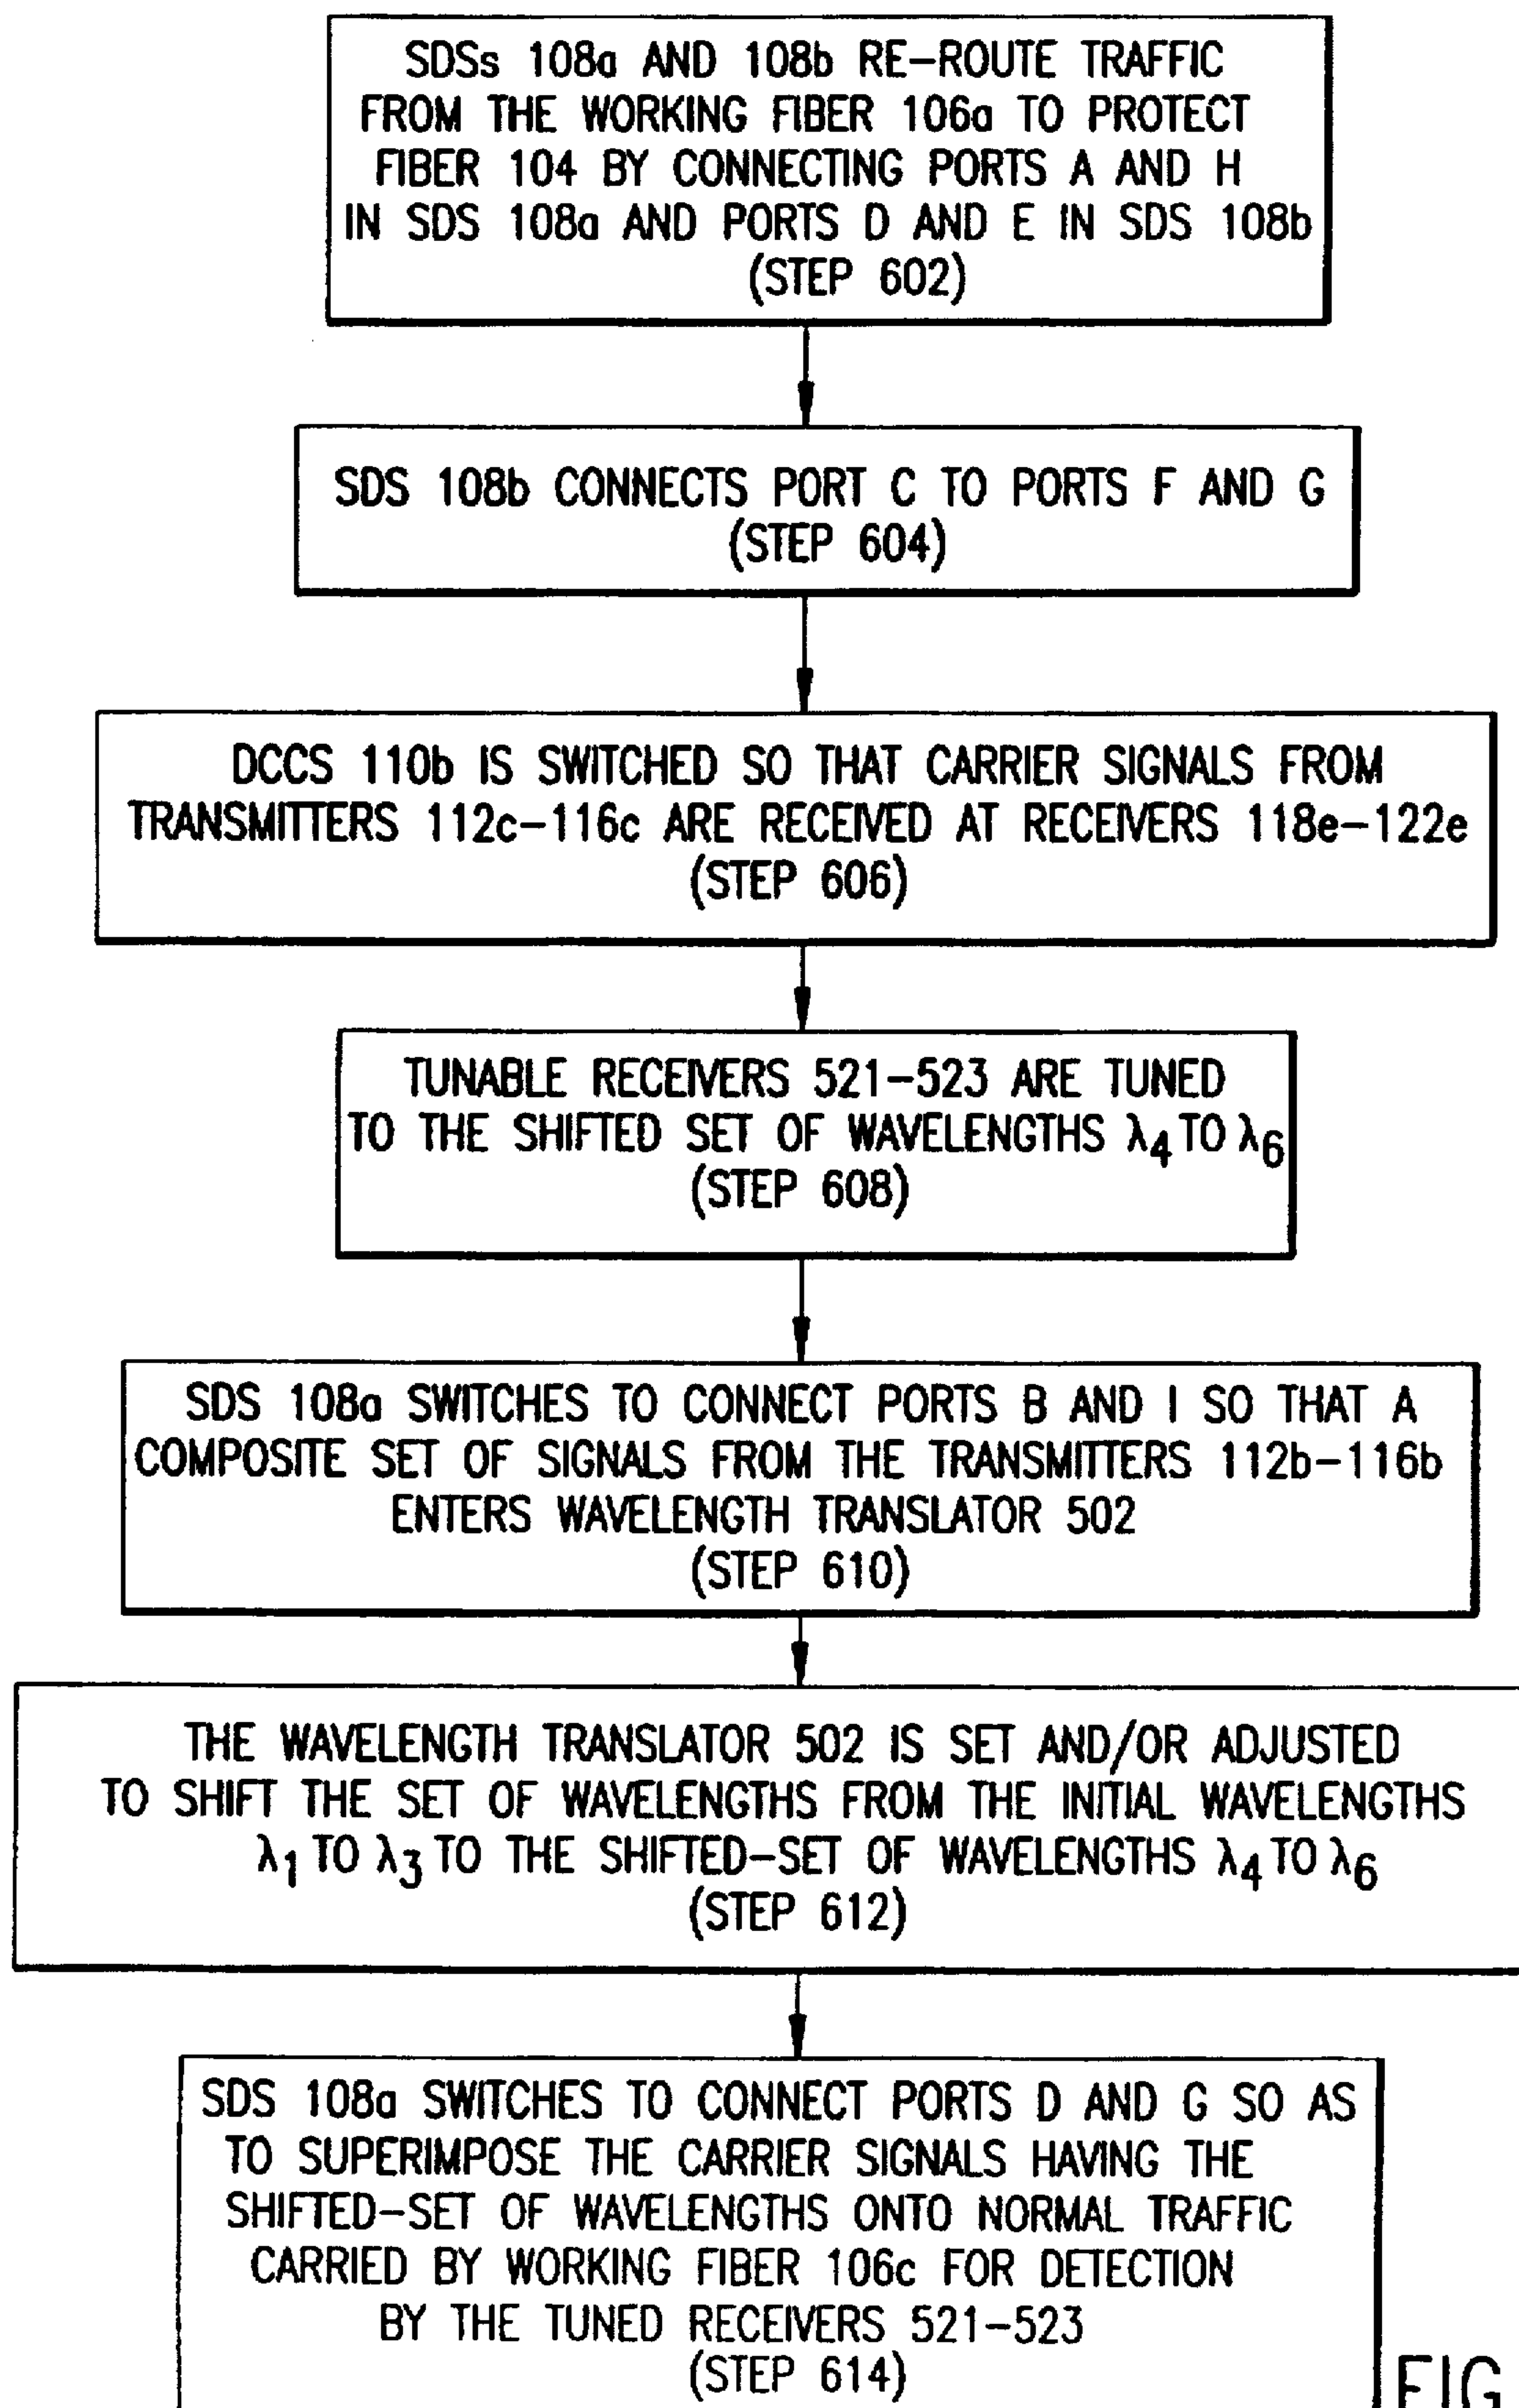 SDSs 108a AND 108b RE-ROUTE TRAFFIC
FROM THE WORKING FIBER 106a TO PROTECT
FIBER 104 BY CONNECTING PORTS A AND H
IN SDS 108a AND PORTS D AND E IN SDS 108b
(STEP 602)
SDS 108b CONNECTS PORT C TO PORTS F AND G
(STEP 604)
DCCS 110b IS SWITCHED SO THAT CARRIER SIGNALS FROM
TRANSMITTERS 112c-116c ARE RECEIVED AT RECEIVERS 118e-122e
(STEP 606)
TUNABLE RECEIVERS 521-523 ARE TUNED
TO THE SHIFTED SET OF WAVELENGTHS λ4 TO λ6
(STEP 608)
SDS 108a SWITCHES TO CONNECT PORTS B AND I SO THAT A
COMPOSITE SET OF SIGNALS FROM THE TRANSMITTERS 112b-116b
ENTERS WAVELENGTH TRANSLATOR 502
(STEP 610)
THE WAVELENGTH TRANSLATOR 502 IS SET AND/OR ADJUSTED
TO SHIFT THE SET OF WAVELENGTHS FROM THE INITIAL WAVELENGTHS
λ1 TO λ3 TO THE SHIFTED-SET OF WAVELENGTHS λ4 TO λ6
(STEP 612)
SDS 108a SWITCHES TO CONNECT PORTS D AND G SO AS
TO SUPERIMPOSE THE CARRIER SIGNALS HAVING THE
SHIFTED-SET OF WAVELENGTHS ONTO NORMAL TRAFFIC
CARRIED BY WORKING FIBER 106c FOR DETECTION
BY THE TUNED RECEIVERS 521-523
(STEP 614)
FIG